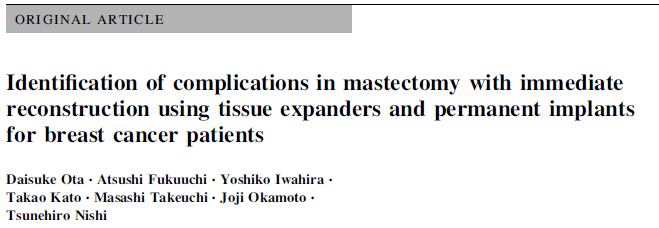 ORIGINAL ARTICLE
Identification of complications in mastectomy with immediate
reconstruction using tissue expanders and permanent implants
for breast cancer patients
Daisuke Ota · Atsushi Fukuuchi · Yoshiko Iwahira ·
Takao Kato · Masashi Takeuchi · Joji Okamoto ·
Tsunehiro Nishi